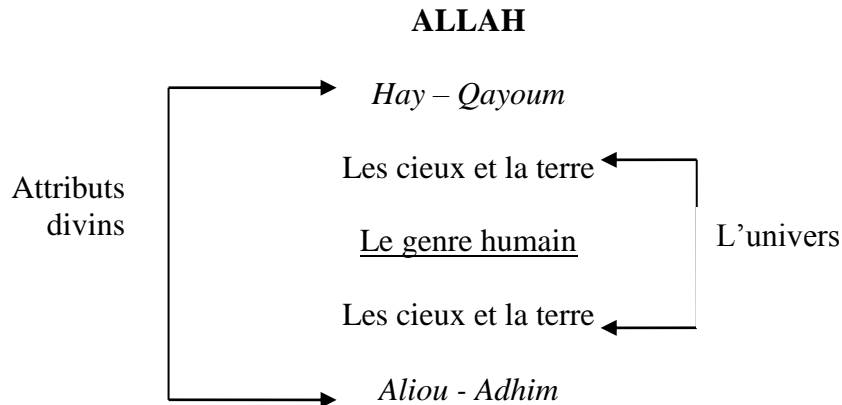 ALLAH
Hay – Qayoum
Les cieux et la terre
Attributs
divins
Le genre humain
L’univers
Les cieux et la terre
Aliou - Adhim